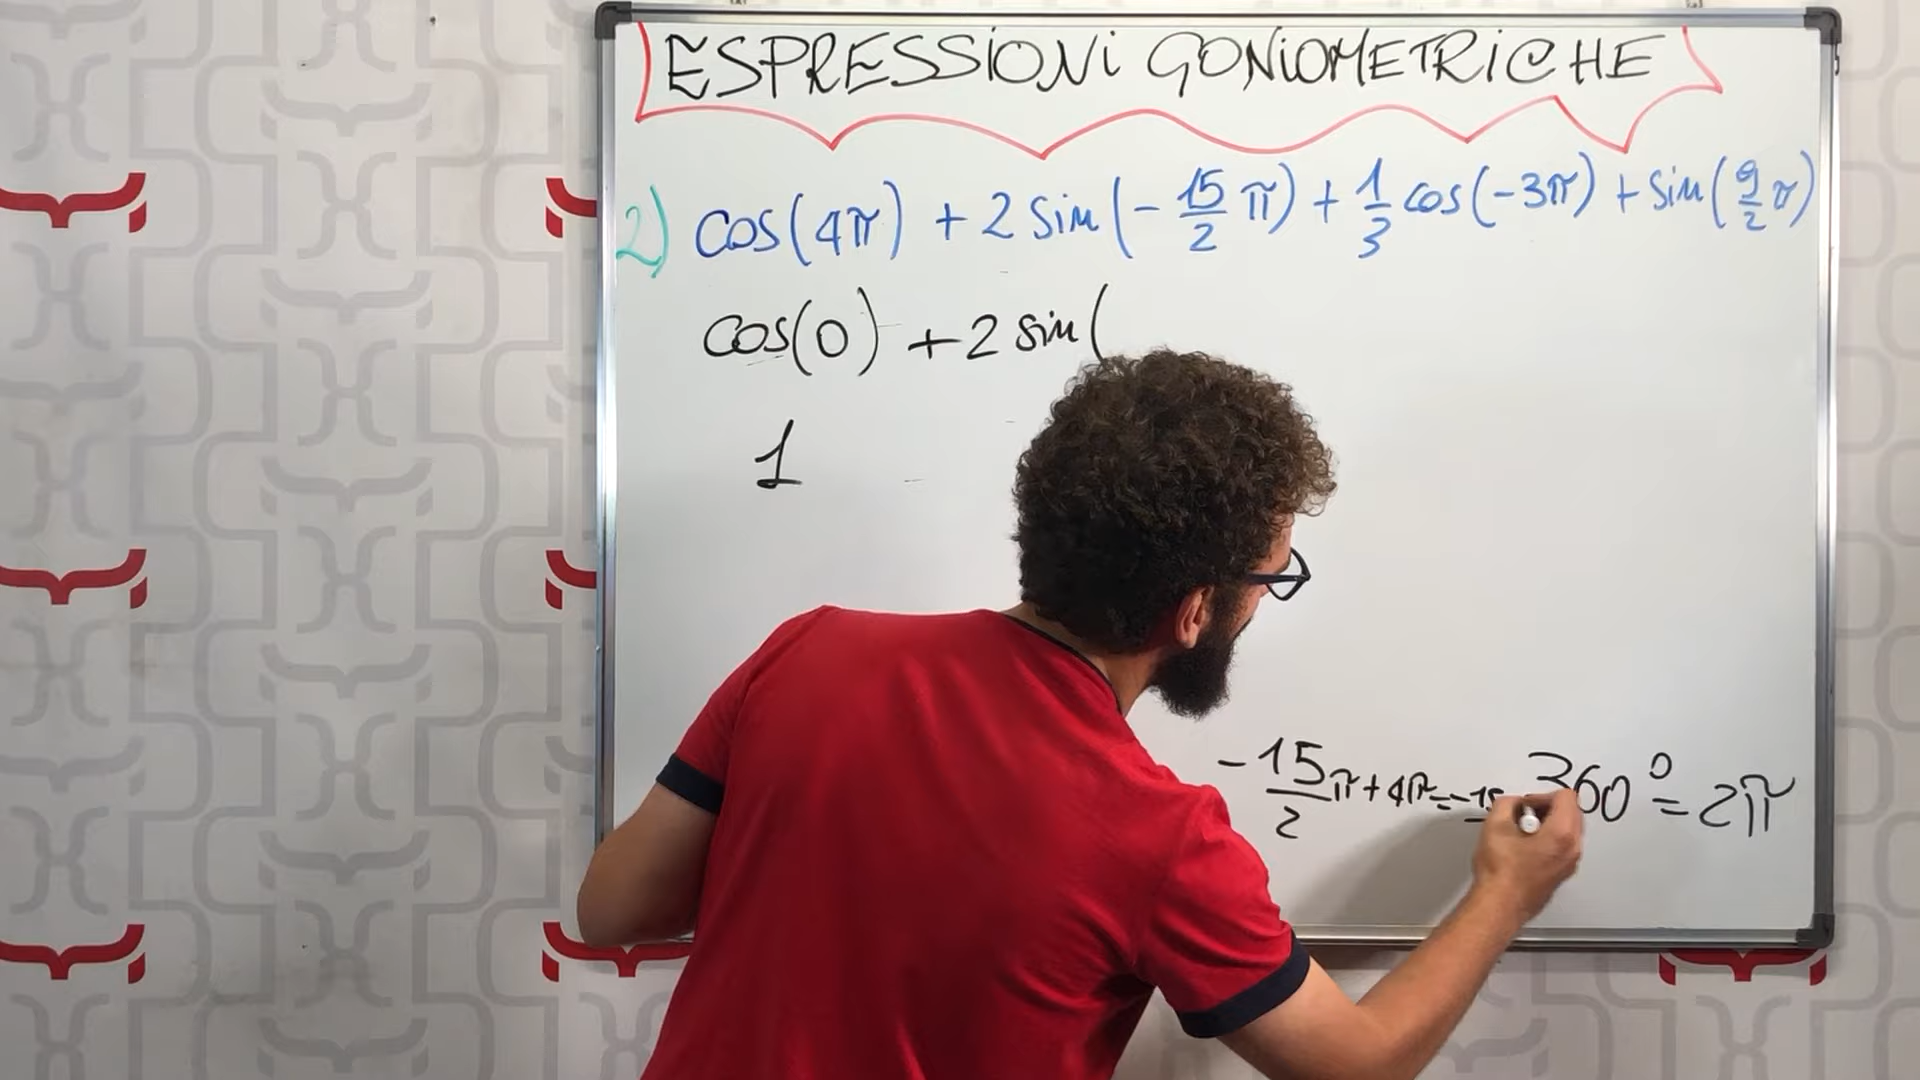 ESPRESSIONI GONIOMETRICHE
2) cos(4π) + 2 sin(- 15/2 π) + 1/3 cos(-3π) + sin(9/2 π)
cos(0) + 2 sin(
1
- 15/2 π + 4π = - 15
360° = 2π